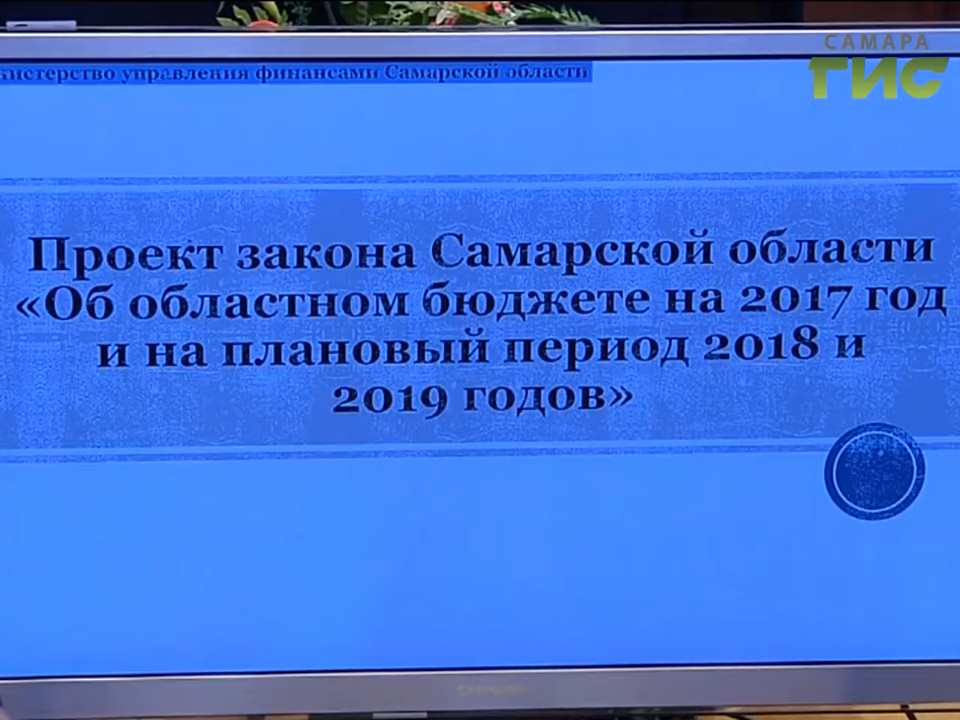 САМАРА
ГИС
управления финансами Самарской области
Проект закона Самарской области
«Об областном бюджете на 2017 год
и на плановый период 2018 и
2019 годов»